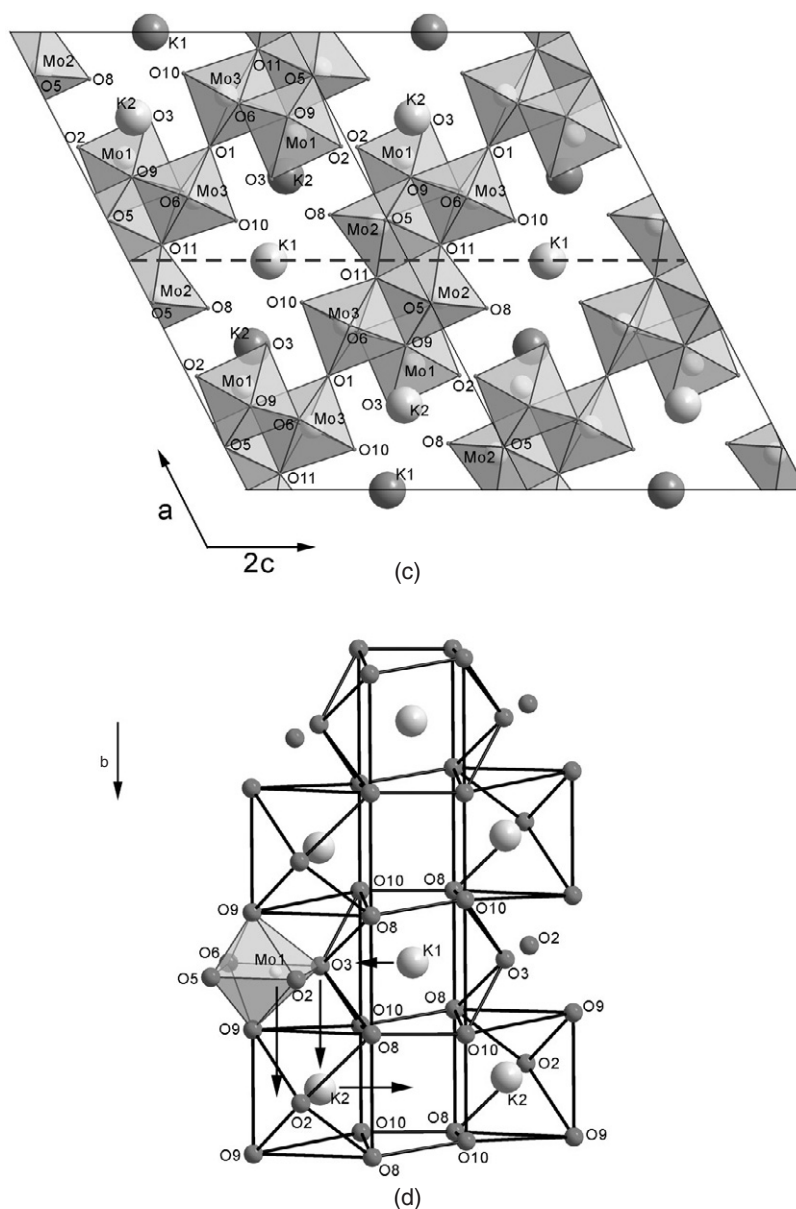 K1
Mo2 O5 O8 O10 Mo3 O11 O5
K2 O3 O6 O9 K2 O3
O2 Mo1 O1 Mo1 O2 O2 Mo1 O1
O9 O3 K2 O9
O6 Mo3 O6 Mo3
O5 O10 O8 Mo2 O5 O10
O11 K1 O11 O11 K1
Mo2 O5 O8 O10 Mo3 O5 Mo2 O8
K2 O3 O6 O9
O2 Mo1 O1 Mo1 O2
O9 O3 K2
O6 Mo3
O5 O10 O8 Mo2 O5
O11 K1
a
2c
(c)
b
O10 O8
O9 O8 O10
O6 Mo1 O3 K1 O2
O5 O2 O3
O9 O10 O8 O9
O8 O10
O2
K2 K2
O2
O10 O8
O9 O8 O10 O9
(d)